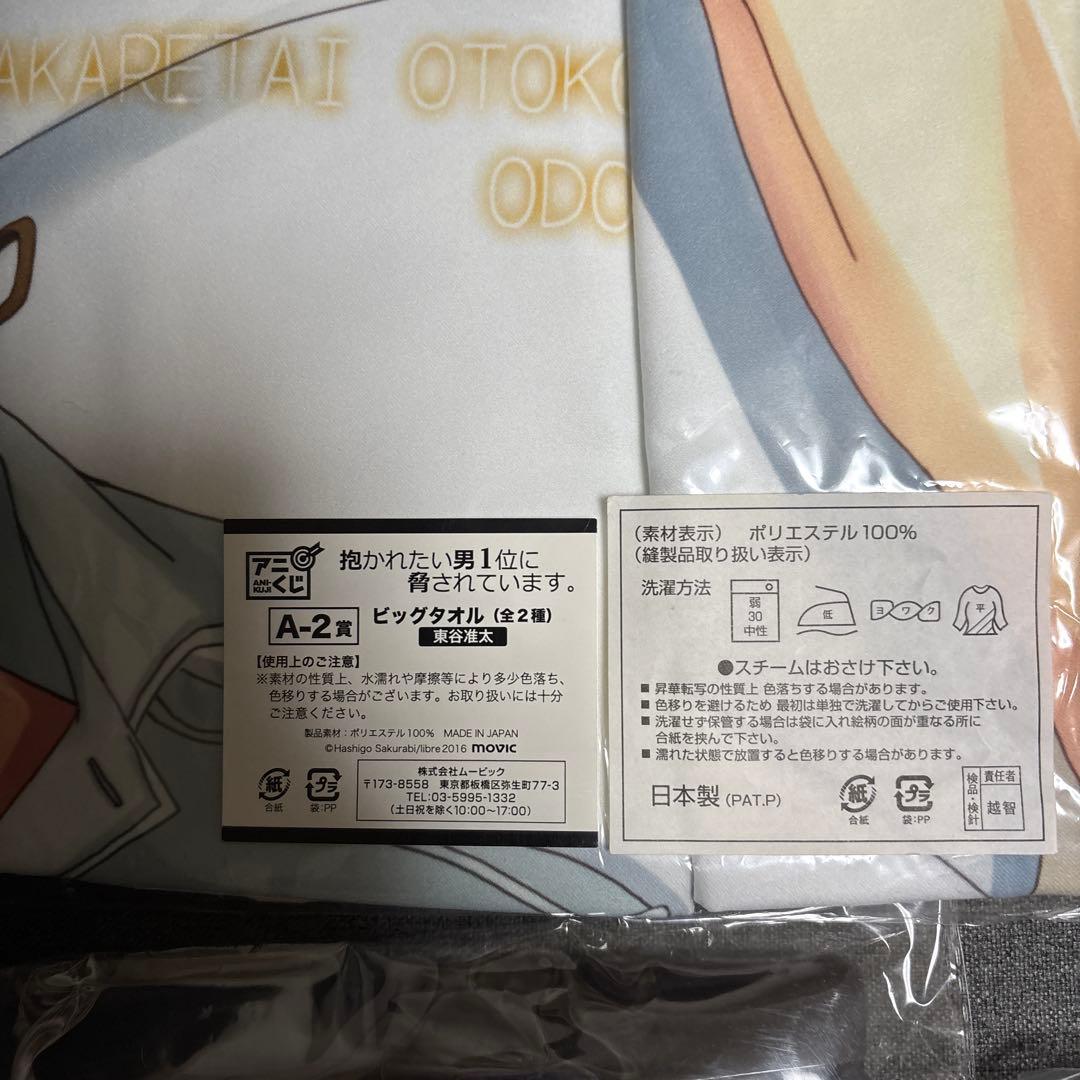 AKARETAI OTOKO
ODO
アニ
ANI-
KUJI
くじ
抱かれたい男1位に
脅されています。
A-2賞
ビッグタオル(全2種)
東谷准太
【使用上のご注意】
※素材の性質上、水濡れや摩擦等により多少色落ち、
色移りする場合がございます。お取り扱いには十分
ご注意ください。
製品素材:ポリエステル100% MADE IN JAPAN
©Hashigo Sakurabi/libre2016 movic
紙
台紙
プラ
袋:PP
株式会社ムービック
〒173-8558 東京都板橋区弥生町77-3
TEL:03-5995-1332
(土日祝を除く10:00~17:00)
(素材表示) ポリエステル100%
(縫製品取り扱い表示)
洗濯方法
弱
30
中性
低
ヨワク
平
●スチームはおさけ下さい。
■昇華転写の性質上 色落ちする場合があります。
■色移りを避けるため 最初は単独で洗濯してからご使用下さい。
■洗濯せず保管する場合は袋に入れ絵柄の面が重なる所に
合紙を挟んで下さい。
■濡れた状態で放置すると色移りする場合があります。
日本製 (PAT.P)
紙
台紙
プラ
袋:PP
検品・検針
責任者
越智